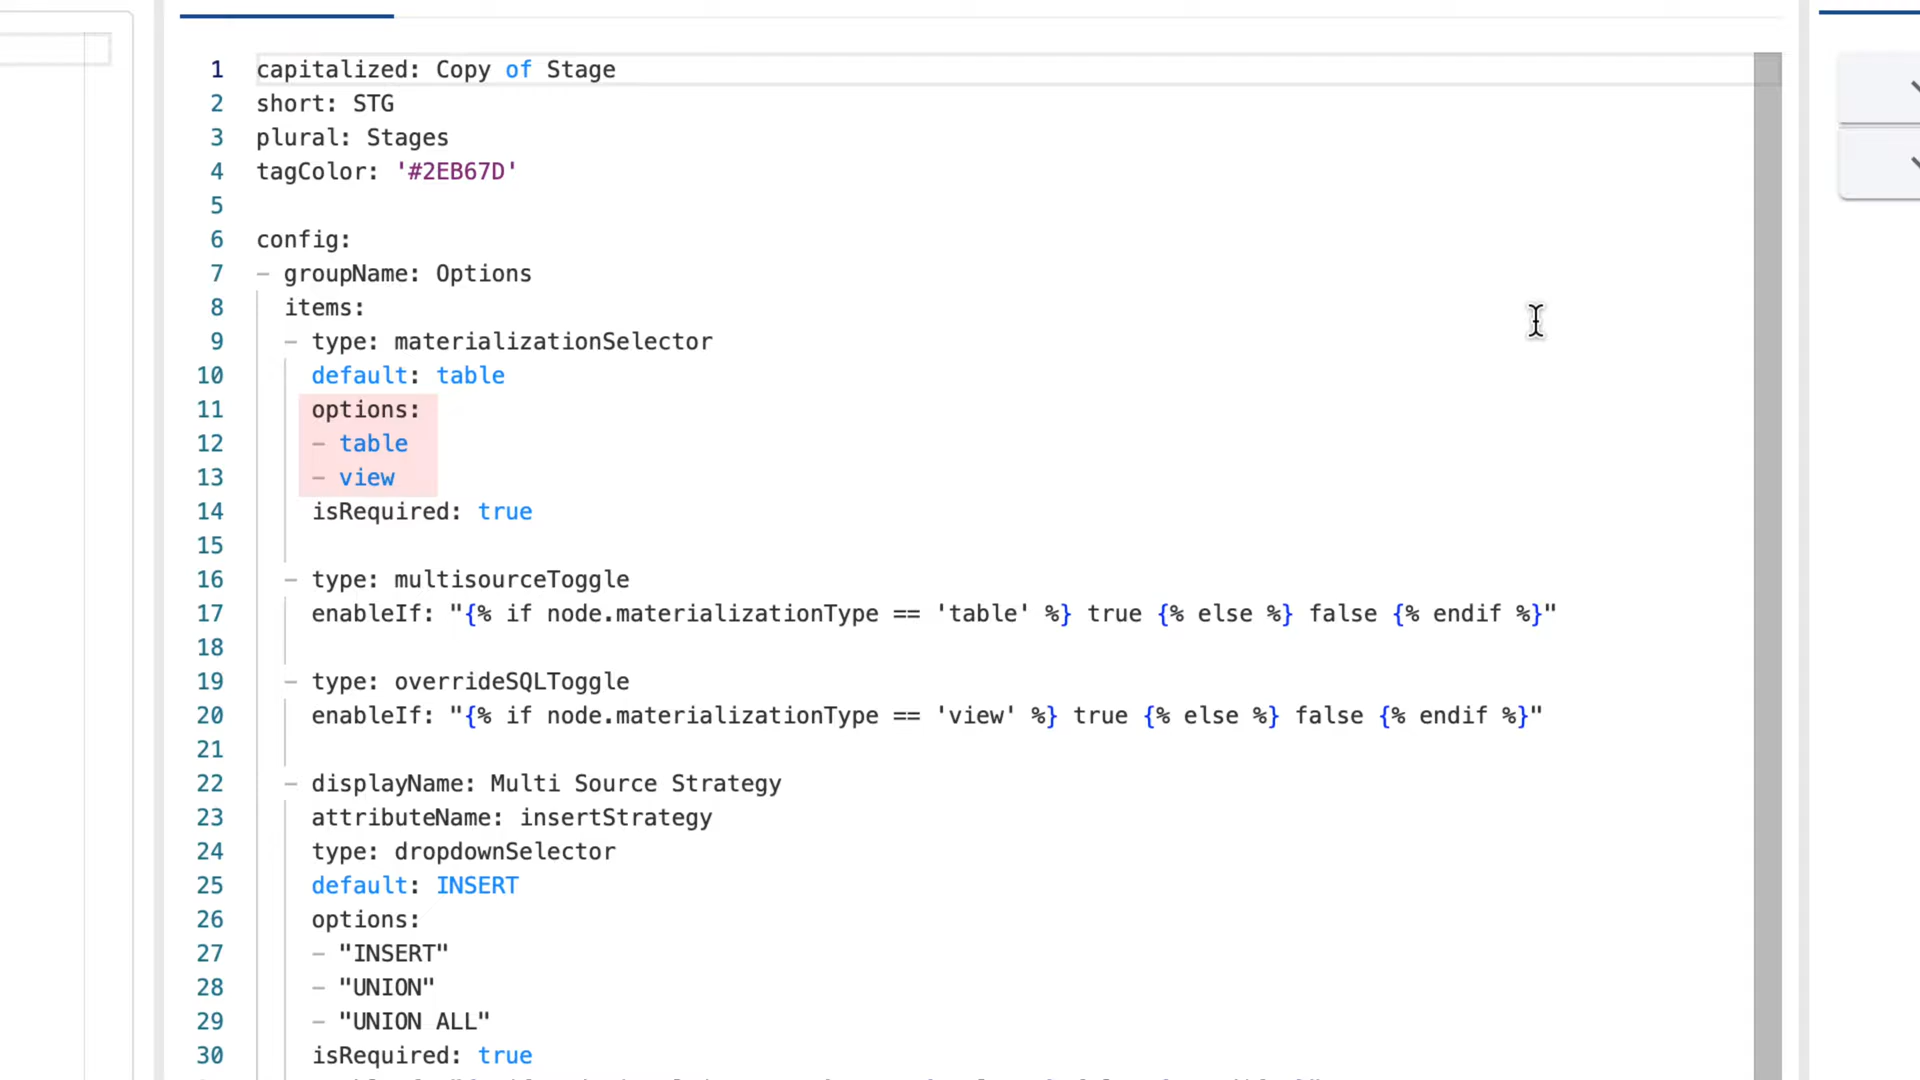 1 capitalized: Copy of Stage
2 short: STG
3 plural: Stages
4 tagColor: '#2EB67D'
5
6 config:
7 - groupName: Options
8 items:
9 - type: materializationSelector
10 default: table
11 options:
12 - table
13 - view
14 isRequired: true
15
16 - type: multisourceToggle
17 enableIf: "{% if node.materializationType == 'table' %} true {% else %} false {% endif %}"
18
19 - type: overrideSQLToggle
20 enableIf: "{% if node.materializationType == 'view' %} true {% else %} false {% endif %}"
21
22 - displayName: Multi Source Strategy
23 attributeName: insertStrategy
24 type: dropdownSelector
25 default: INSERT
26 options:
27 - "INSERT"
28 - "UNION"
29 - "UNION ALL"
30 isRequired: true